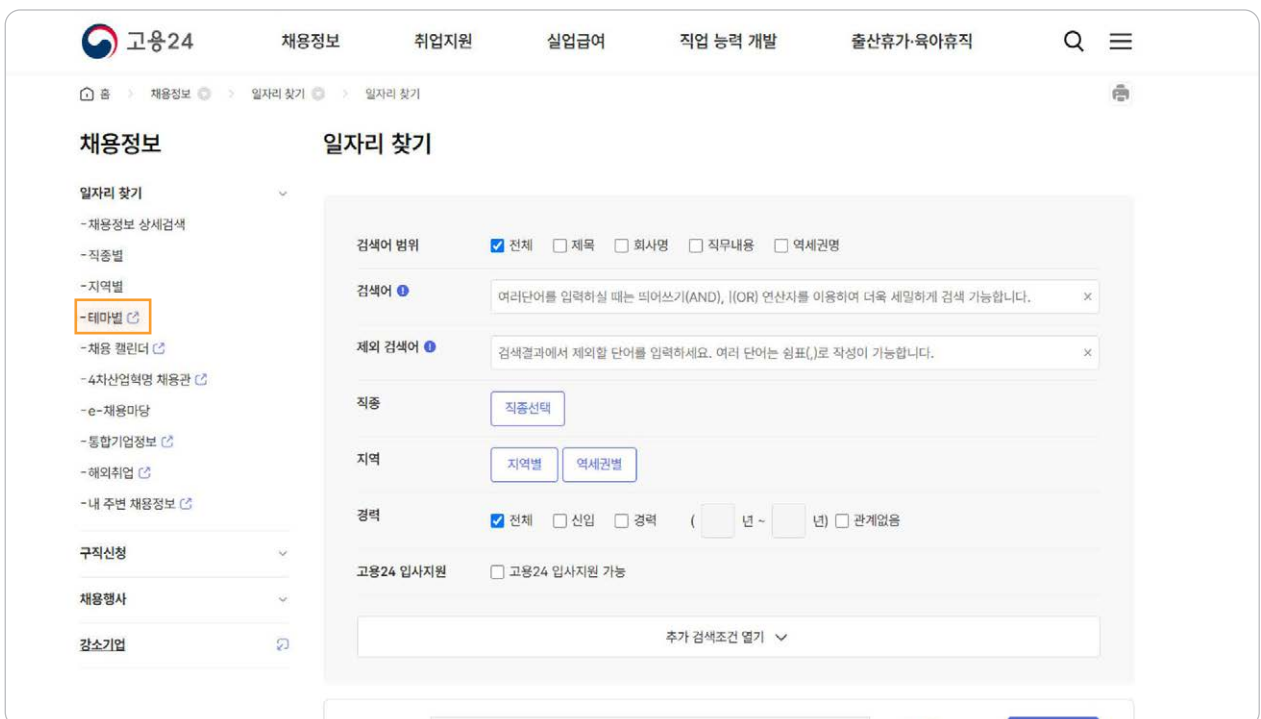 고용24 채용정보 취업지원 실업급여 직업 능력 개발 출산휴가·육아휴직
홈 > 채용정보 > 일자리 찾기 > 일자리 찾기
채용정보
일자리 찾기
-채용정보 상세검색
-직종별
-지역별
-테마별
-채용 캘린더
-4차산업혁명 채용관
-e-채용마당
-통합기업정보
-해외취업
-내 주변 채용정보
구직신청
채용행사
강소기업
일자리 찾기
검색어 범위 전체 제목 회사명 직무내용 역세권명
검색어 여러단어를 입력하실 때는 띄어쓰기(AND), |(OR) 연산자를 이용하여 더욱 세밀하게 검색 가능합니다.
제외 검색어 검색결과에서 제외할 단어를 입력하세요. 여러 단어는 쉼표(,)로 작성이 가능합니다.
직종 직종선택
지역 지역별 역세권별
경력 전체 신입 경력 ( 년 ~ 년) 관계없음
고용24 입사지원 고용24 입사지원 가능
추가 검색조건 열기